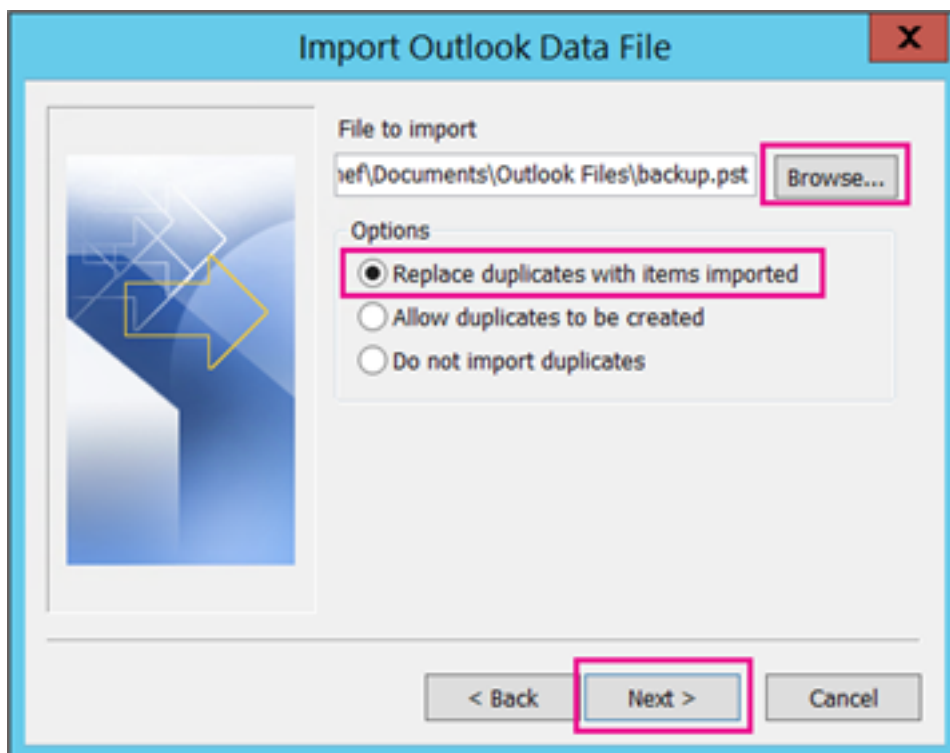 Import Outlook Data File
X
File to import
\Documents\Outlook Files\backup.pst
Browse...
Options
Replace duplicates with items imported
Allow duplicates to be created
Do not import duplicates
< Back
Next >
Cancel